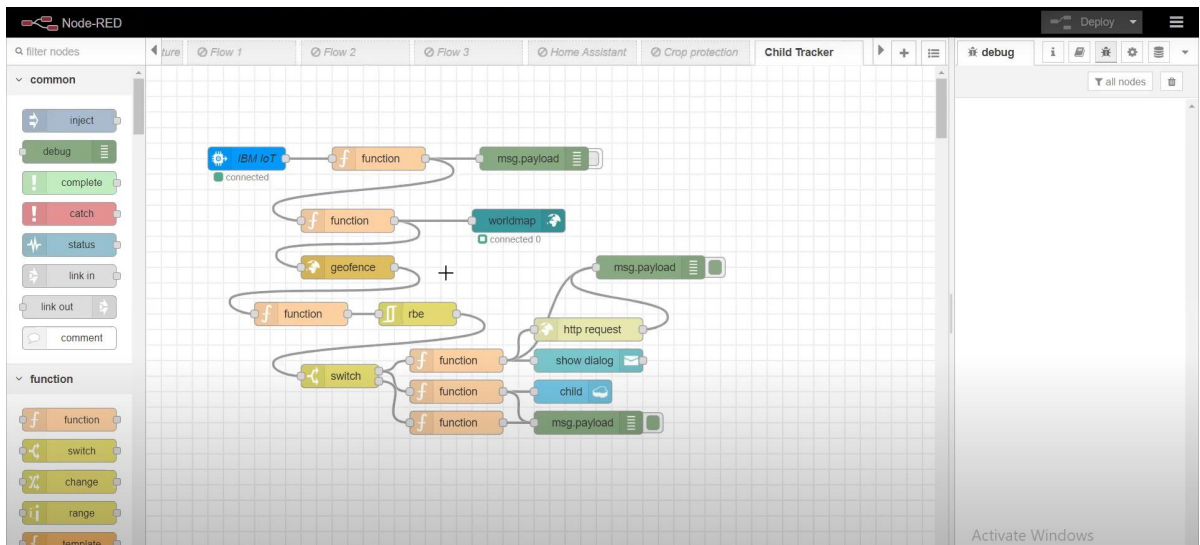 Node-RED
Deploy
filter nodes
ture
Flow 1
Flow 2
Flow 3
Home Assistant
Crop protection
Child Tracker
debug
i
all nodes
common
inject
debug
complete
catch
status
link in
link out
comment
function
function
switch
change
range
template
IBM IoT
connected
function
msg.payload
function
worldmap
connected 0
geofence
msg.payload
function
rbe
http request
switch
function
show dialog
function
child
function
msg.payload
Activate Windows